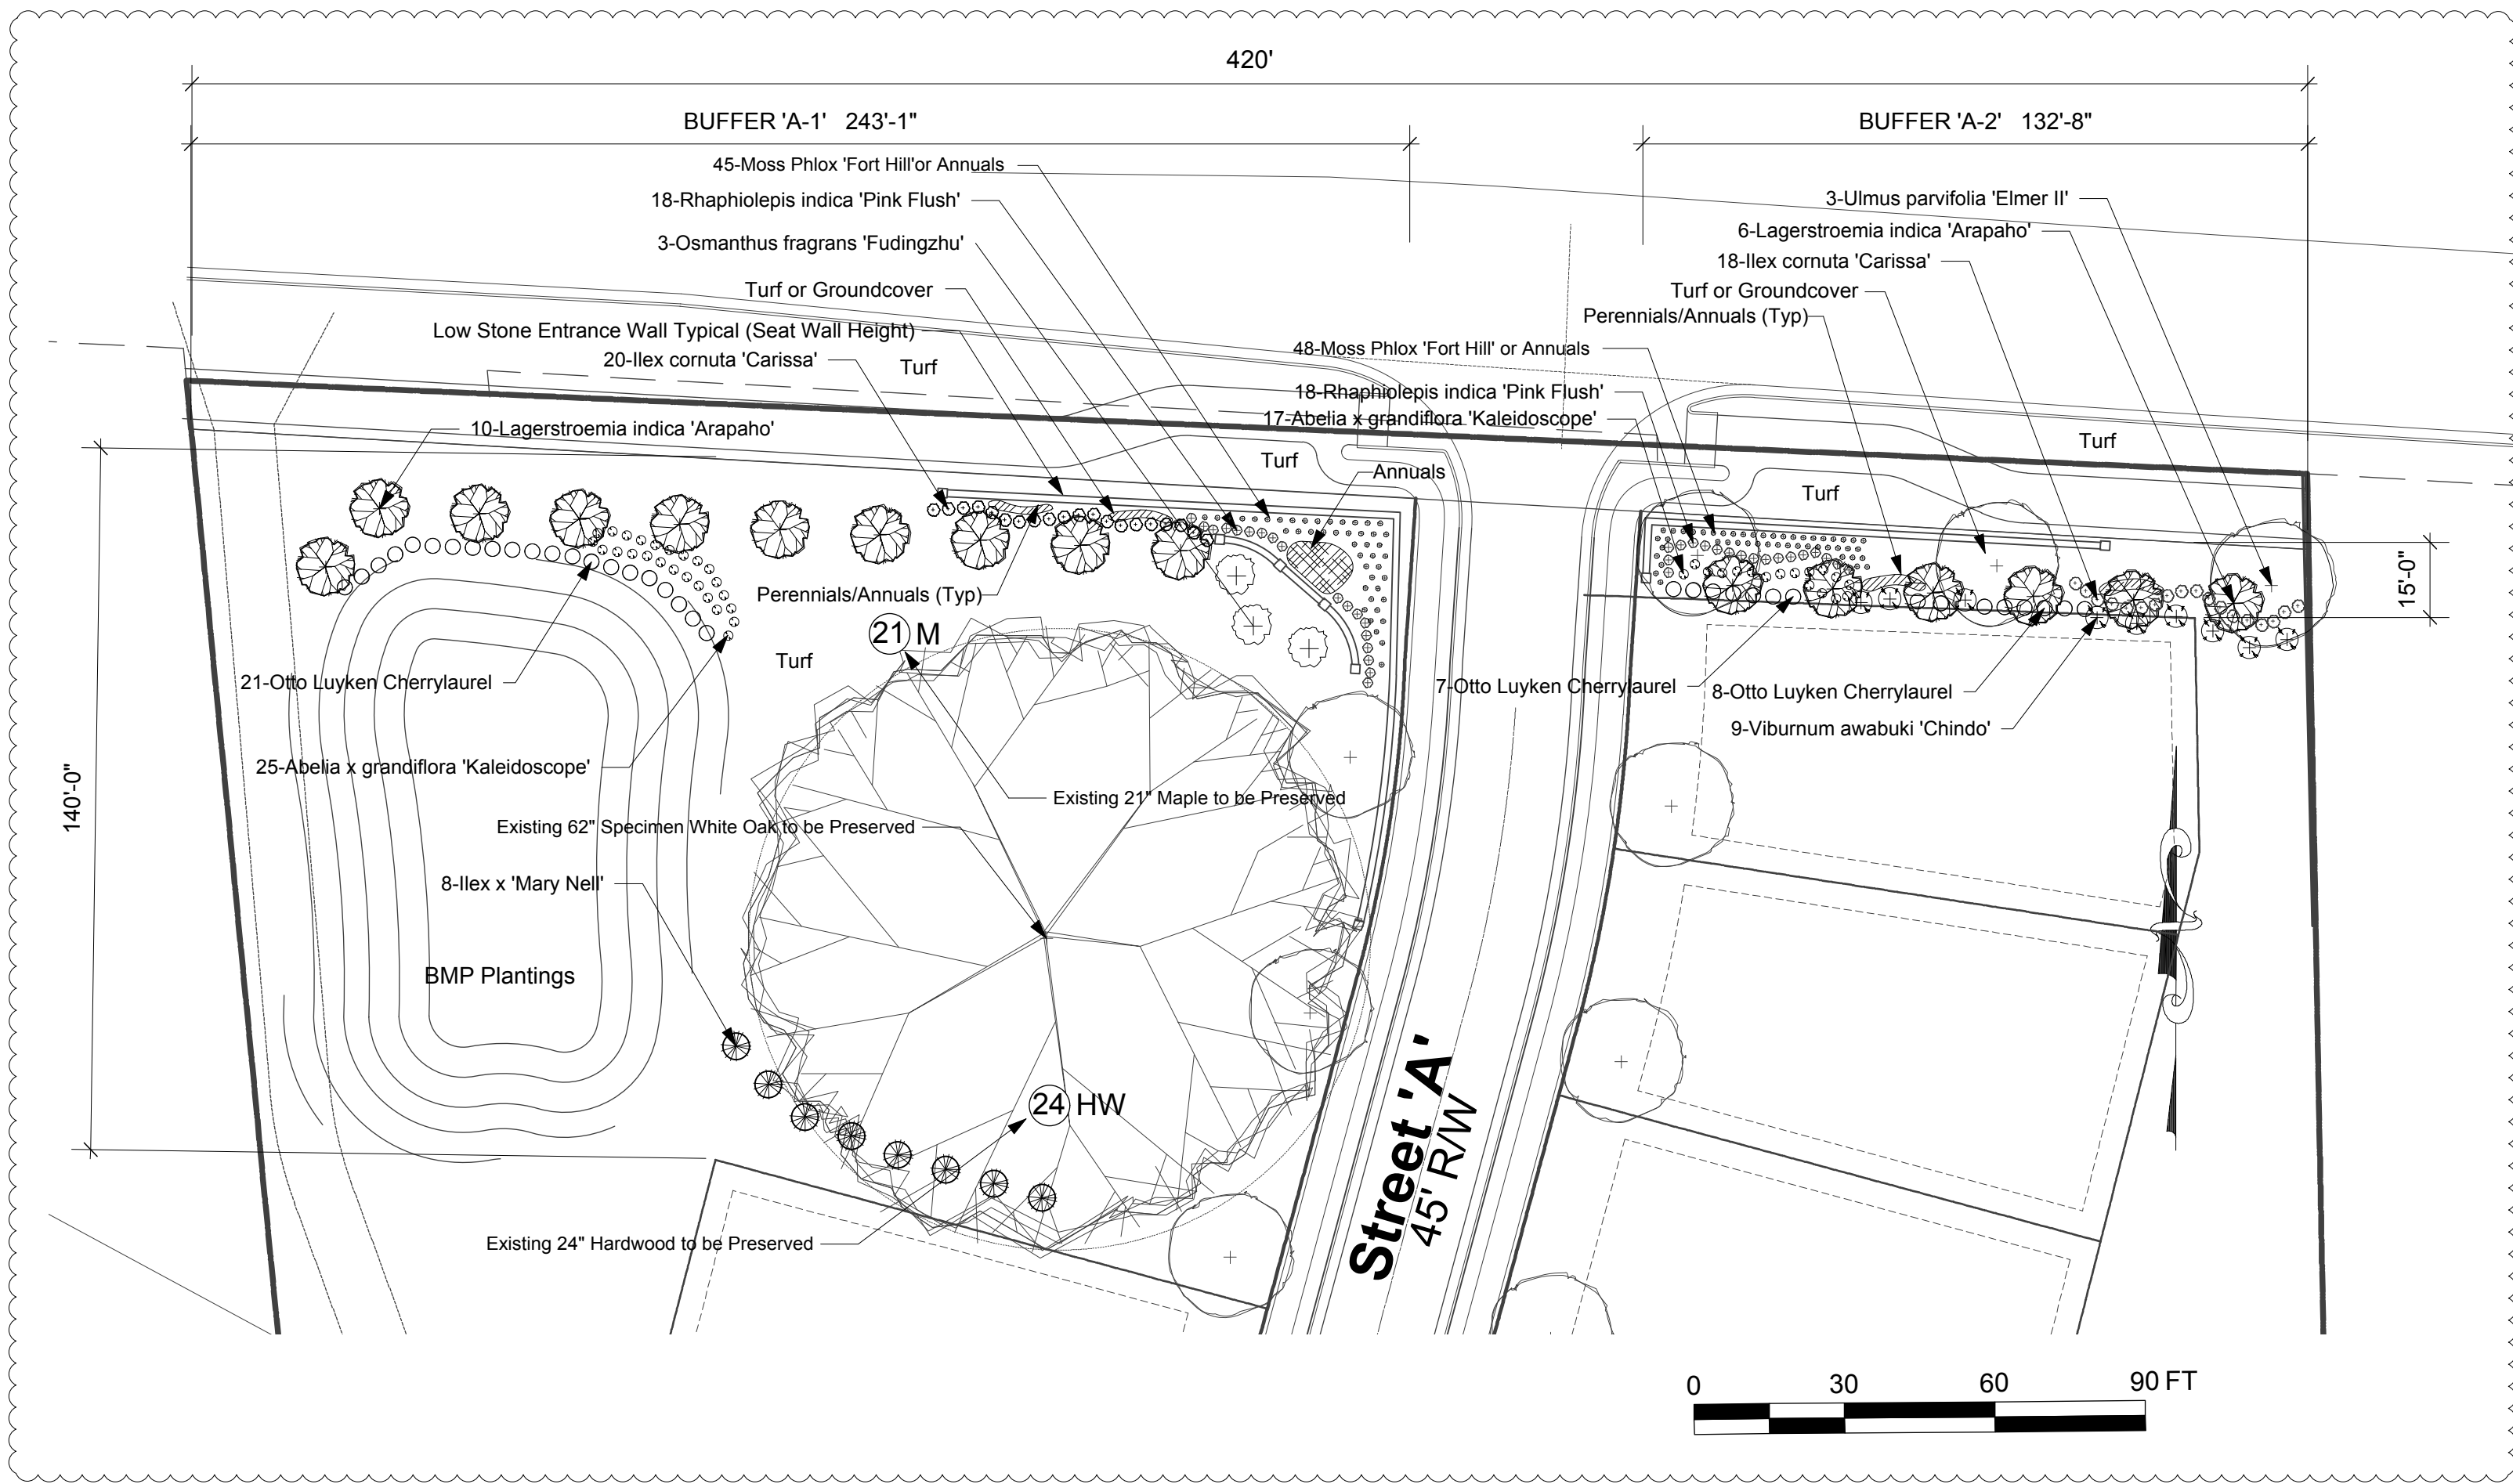 420'
BUFFER 'A-1' 243'-1"
BUFFER 'A-2' 132'-8"
45-Moss Phlox 'Fort Hill'or Annuals
18-Rhaphiolepis indica 'Pink Flush'
3-Osmanthus fragrans 'Fudingzhu'
Turf or Groundcover
Low Stone Entrance Wall Typical (Seat Wall Height)
20-Ilex cornuta 'Carissa'
Turf
10-Lagerstroemia indica 'Arapaho'
3-Ulmus parvifolia 'Elmer II'
6-Lagerstroemia indica 'Arapaho'
18-Ilex cornuta 'Carissa'
Turf or Groundcover
Perennials/Annuals (Typ)
48-Moss Phlox 'Fort Hill' or Annuals
18-Rhaphiolepis indica 'Pink Flush'
17-Abelia x grandiflora 'Kaleidoscope'
Turf
Turf
Annuals
Turf
15'-0"
Perennials/Annuals (Typ)
21 M
Turf
21-Otto Luyken Cherrylaurel
7-Otto Luyken Cherrylaurel
8-Otto Luyken Cherrylaurel
9-Viburnum awabuki 'Chindo'
25-Abelia x grandiflora 'Kaleidoscope'
140'-0"
Existing 21" Maple to be Preserved
Existing 62" Specimen White Oak to be Preserved
8-Ilex x 'Mary Nell'
BMP Plantings
24 HW
Street 'A'
45' R/W
Existing 24" Hardwood to be Preserved
0 30 60 90 FT